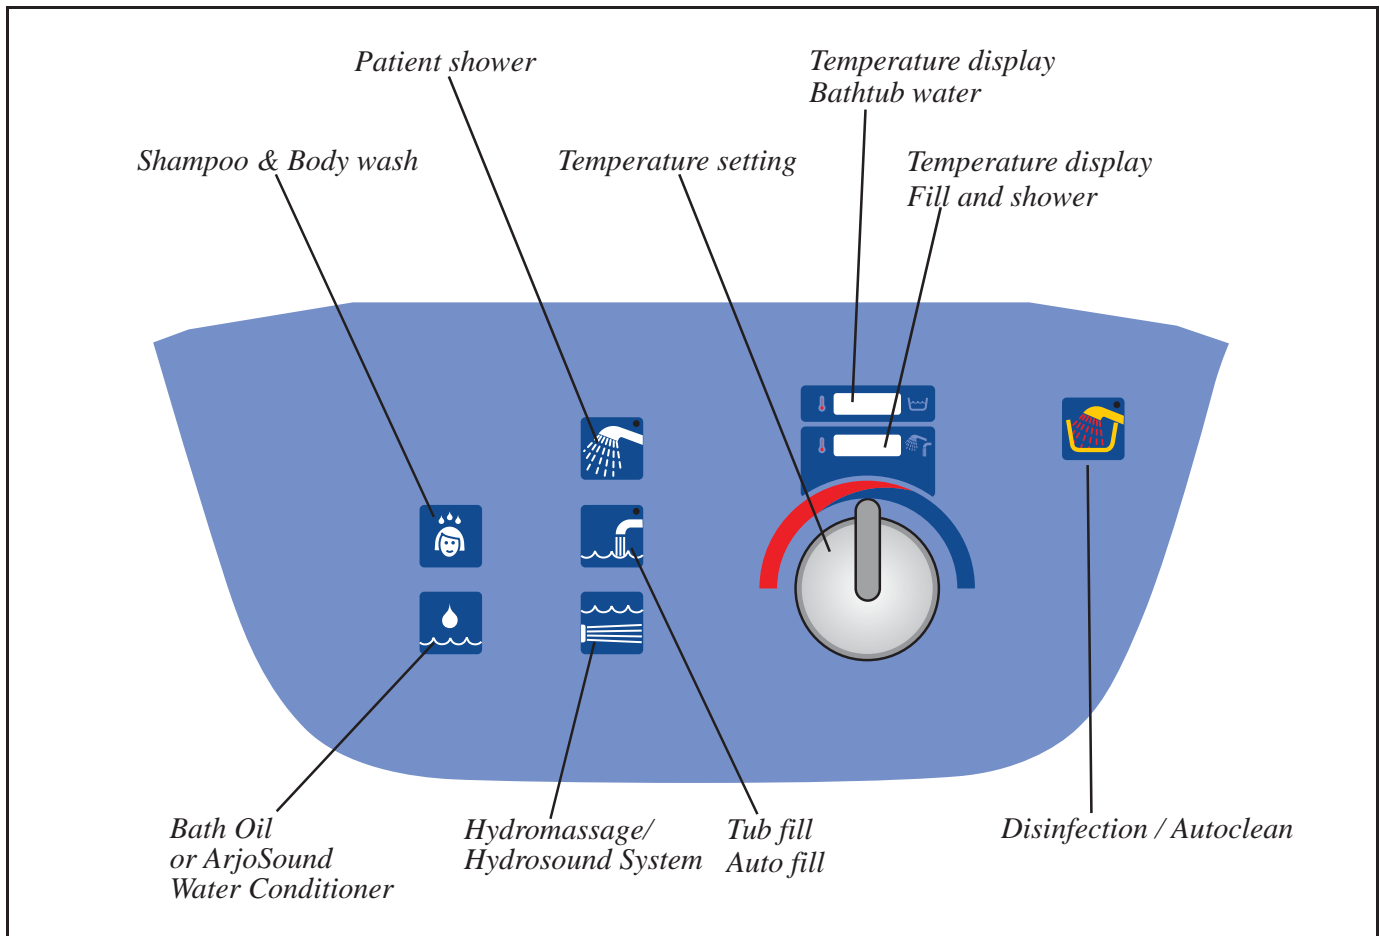 Patient shower
Temperature display
Bathtub water
Shampoo & Body wash
Temperature setting
Temperature display
Fill and shower
Bath Oil
or ArjoSound
Water Conditioner
Hydromassage/
Hydrosound System
Tub fill
Auto fill
Disinfection / Autoclean